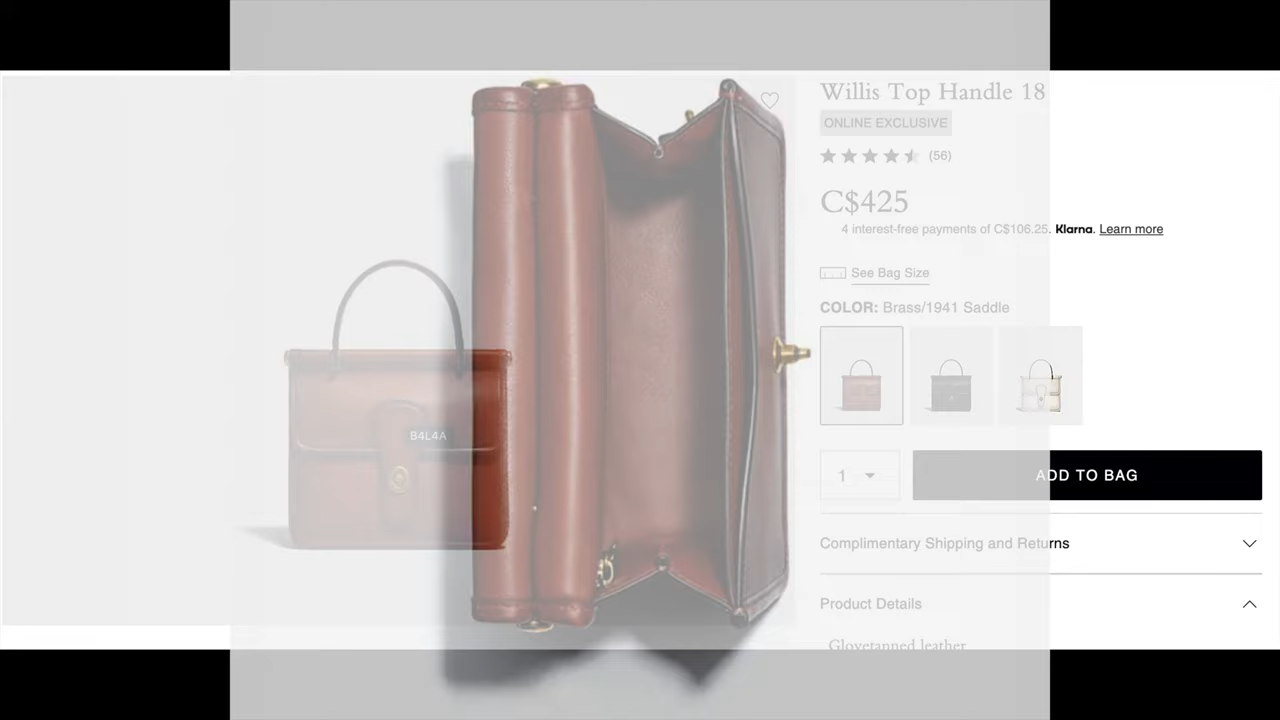 Willis Top Handle 18
ONLINE EXCLUSIVE
(56)
C$425
4 interest-free payments of C$106.25. Klarna. Learn more
See Bag Size
COLOR: Brass/1941 Saddle
B4L4A
1
ADD TO BAG
Complimentary Shipping and Returns
Product Details
Glovetanned leather